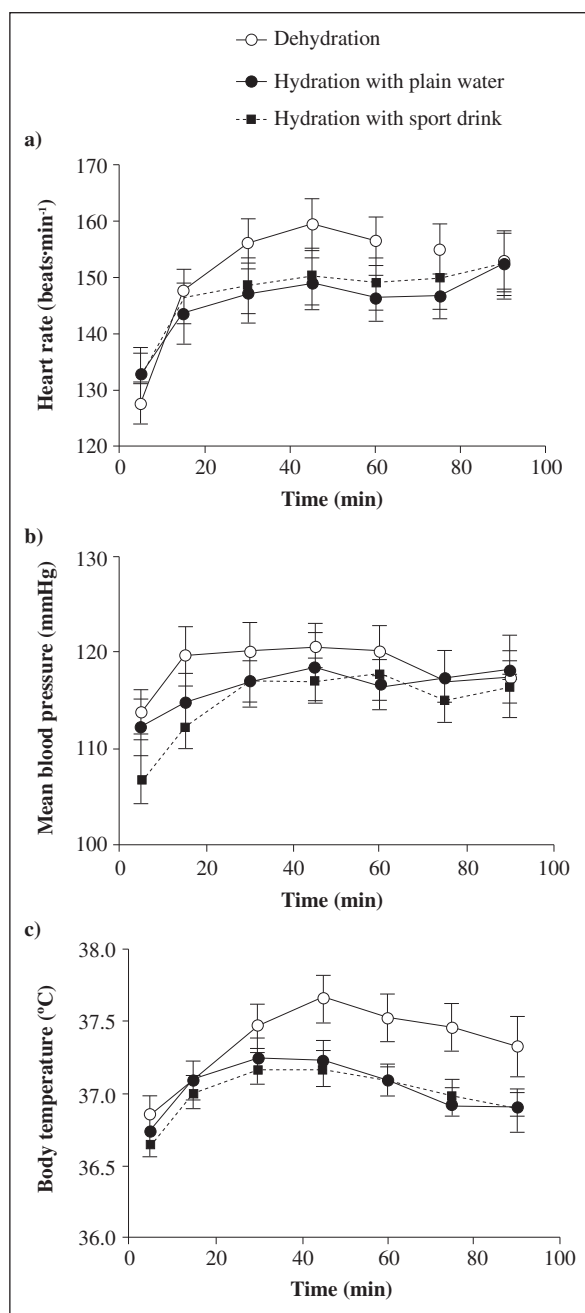 Dehydration
Hydration with plain water
Hydration with sport drink
a)
170
160
150
140
130
120
Heart rate (beats·min⁻¹)
0 20 40 60 80 100
Time (min)
b)
130
120
110
100
Mean blood pressure (mmHg)
0 20 40 60 80 100
Time (min)
c)
38.0
37.5
37.0
36.5
36.0
Body temperature (ºC)
0 20 40 60 80 100
Time (min)